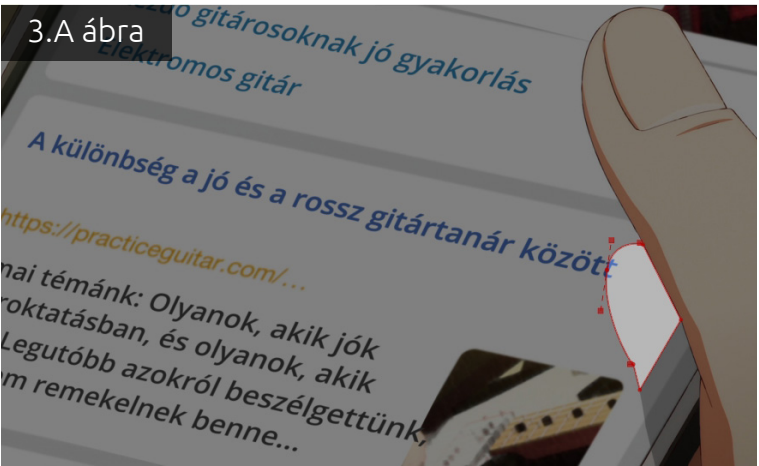 3.A ábra
gitárosoknak jó gyakorlás
Elektromos gitár
A különbség a jó és a rossz gitártanár között
https://practiceguitar.com/...
mai témánk: Olyanok, akik jók
oktatásban, és olyanok, akik
Legutóbb azokról beszélgettünk,
remekelnek benne...